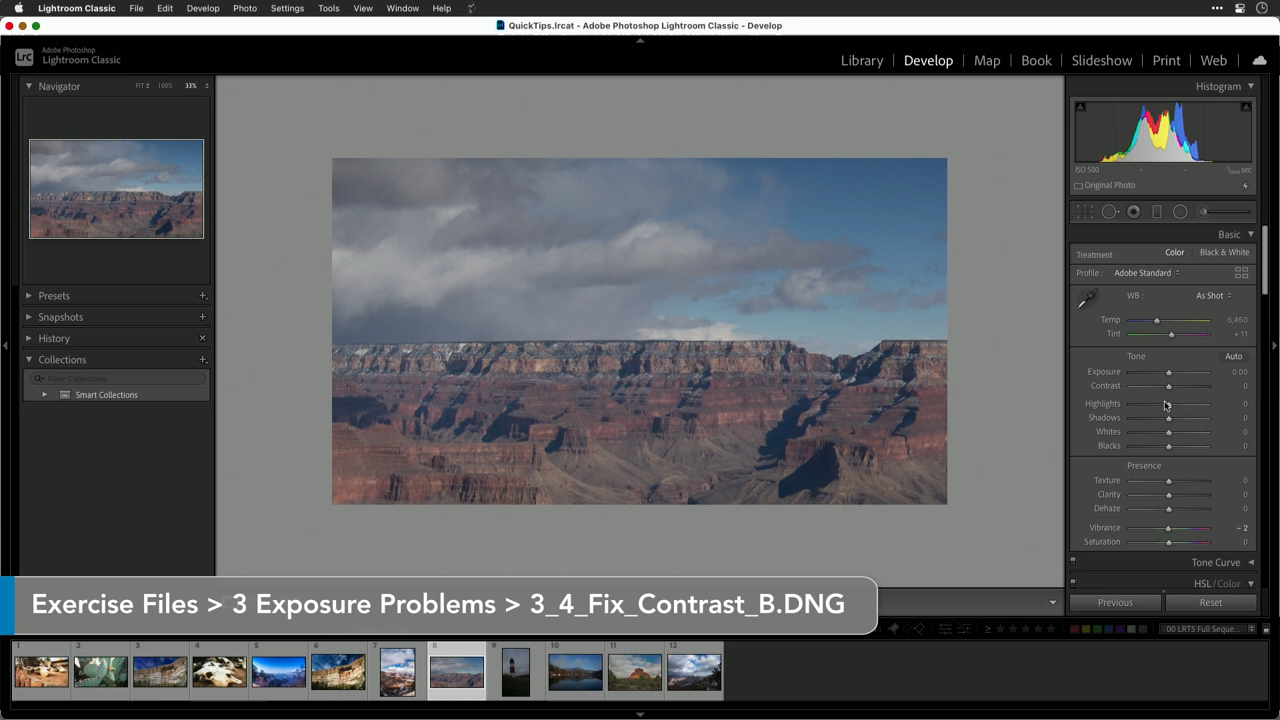 Lightroom Classic File Edit Develop Photo Settings Tools View Window Help
QuickTips.lrcat - Adobe Photoshop Lightroom Classic - Develop
Lrc
Adobe Photoshop
Lightroom Classic
Library | Develop | Map | Book | Slideshow | Print | Web
Navigator FIT 100% 33%
Histogram
ISO 500 - -
Original Photo
Basic
Treatment : Color Black & White
Profile : Adobe Standard
WB : As Shot
Presets
Snapshots
Temp 5,450
Tint + 11
History
Tone Auto
Collections
Exposure 0.00
Filter Collections
Contrast 0
Smart Collections
Highlights 0
Shadows 0
Whites 0
Blacks 0
Presence
Texture 0
Clarity 0
Dehaze 0
Vibrance - 2
Saturation 0
Tone Curve
HSL / Color
Exercise Files > 3 Exposure Problems > 3_4_Fix_Contrast_B.DNG
Previous Reset
00 LRT5 Full Seque...
1 2 3 4 5 6 7 8 9 10 11 12